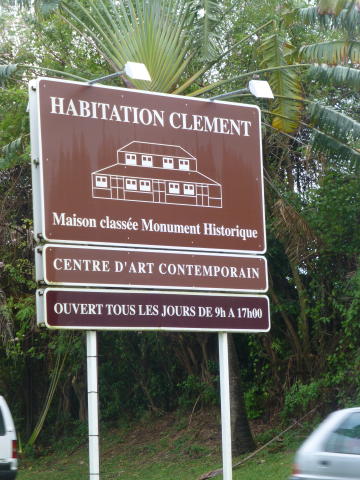 HABITATION CLEMENT
Maison classée Monument Historique
CENTRE D'ART CONTEMPORAIN
OUVERT TOUS LES JOURS DE 9h A 17h00